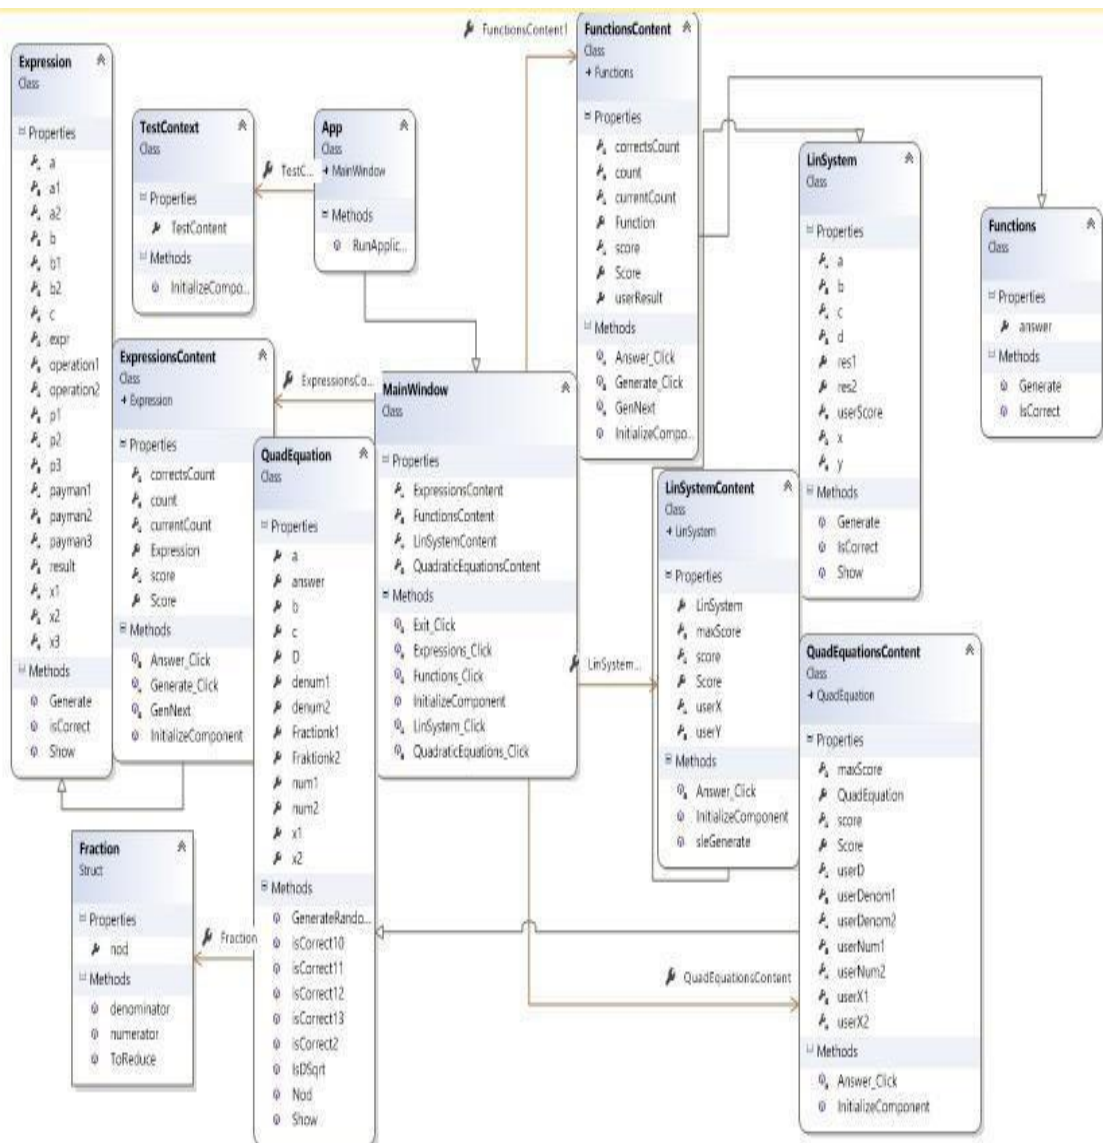 Expression
Class
Properties
a
a1
a2
b
b1
b2
c
expr
operation1
operation2
p1
p2
p3
payman1
payman2
payman3
result
x1
x2
x3
Methods
Generate
isCorrect
Show
TestContext
Class
Properties
TestContent
Methods
InitializeCompo...
TestC...
App
Class
MainWindow
Methods
RunApplic...
FunctionsContent1
FunctionsContent
Class
Functions
Properties
correctsCount
count
currentCount
Function
score
Score
userResult
Methods
Answer_Click
Generate_Click
GenNext
InitializeCompo...
LinSystem
Class
Properties
a
b
c
d
res1
res2
userScore
x
y
Methods
Generate
IsCorrect
Show
Functions
Class
Properties
answer
Methods
Generate
IsCorrect
ExpressionsContent
Class
Expression
Properties
correctsCount
count
currentCount
Expression
score
Score
Methods
Answer_Click
Generate_Click
GenNext
InitializeComponent
ExpressionsCo...
QuadEquation
Class
Properties
a
answer
b
c
D
denum1
denum2
Fractionk1
Fraktionk2
num1
num2
x1
x2
Methods
GenerateRando...
isCorrect10
isCorrect11
isCorrect12
isCorrect13
isCorrect2
IsDSqrt
Nod
Show
MainWindow
Class
Properties
ExpressionsContent
FunctionsContent
LinSystemContent
QuadraticEquationsContent
Methods
Exit_Click
Expressions_Click
Functions_Click
InitializeComponent
LinSystem_Click
QuadraticEquations_Click
LinSystem...
LinSystemContent
Class
LinSystem
Properties
LinSystem
maxScore
score
Score
userX
userY
Methods
Answer_Click
InitializeComponent
sleGenerate
QuadEquationsContent
Class
QuadEquation
Properties
maxScore
QuadEquation
score
Score
userD
userDenom1
userDenom2
userNum1
userNum2
userX1
userX2
Methods
Answer_Click
InitializeComponent
QuadEquationsContent
Fraction
Struct
Properties
nod
Methods
denominator
numerator
ToReduce
Fraction